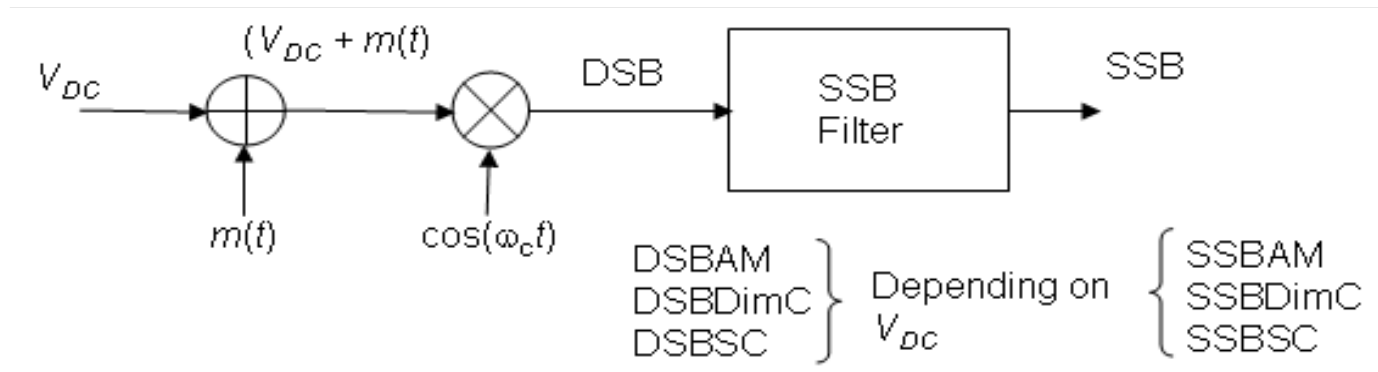 (V_DC + m(t)
V_DC
DSB
SSB
Filter
SSB
m(t)
cos(ω_c t)
DSBAM
DSBDimC
DSBSC
Depending on
V_DC
SSBAM
SSBDimC
SSBSC